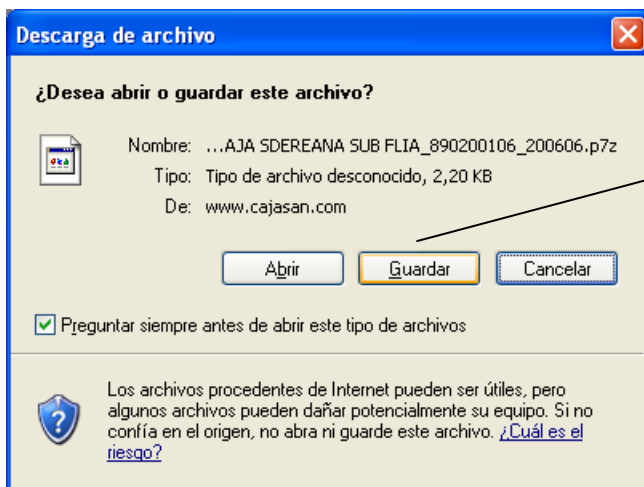 Descarga de archivo
¿Desea abrir o guardar este archivo?
Nombre: ...AJA SDEREANA SUB FLIA_890200106_200606.p7z
Tipo: Tipo de archivo desconocido, 2,20 KB
De: www.cajasan.com
Abrir Guardar Cancelar
Preguntar siempre antes de abrir este tipo de archivos
Los archivos procedentes de Internet pueden ser útiles, pero
algunos archivos pueden dañar potencialmente su equipo. Si no
confía en el origen, no abra ni guarde este archivo. ¿Cuál es el
riesgo?